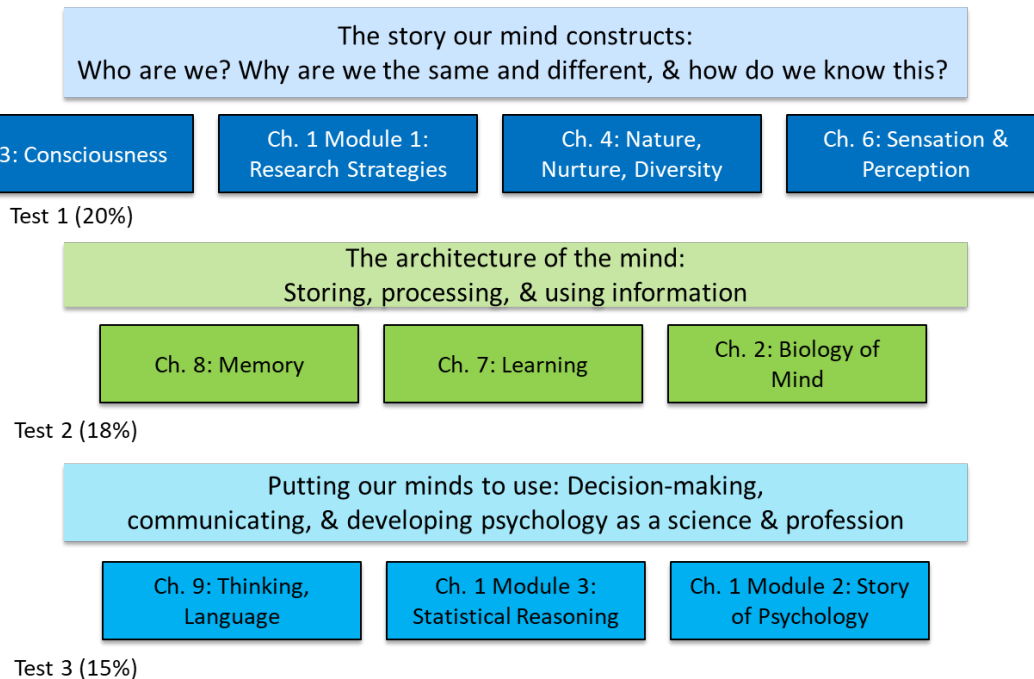 The story our mind constructs:
Who are we? Why are we the same and different, & how do we know this?
3: Consciousness
Ch. 1 Module 1:
Research Strategies
Ch. 4: Nature,
Nurture, Diversity
Ch. 6: Sensation &
Perception
Test 1 (20%)
The architecture of the mind:
Storing, processing, & using information
Ch. 8: Memory
Ch. 7: Learning
Ch. 2: Biology of
Mind
Test 2 (18%)
Putting our minds to use: Decision-making,
communicating, & developing psychology as a science & profession
Ch. 9: Thinking,
Language
Ch. 1 Module 3:
Statistical Reasoning
Ch. 1 Module 2: Story
of Psychology
Test 3 (15%)